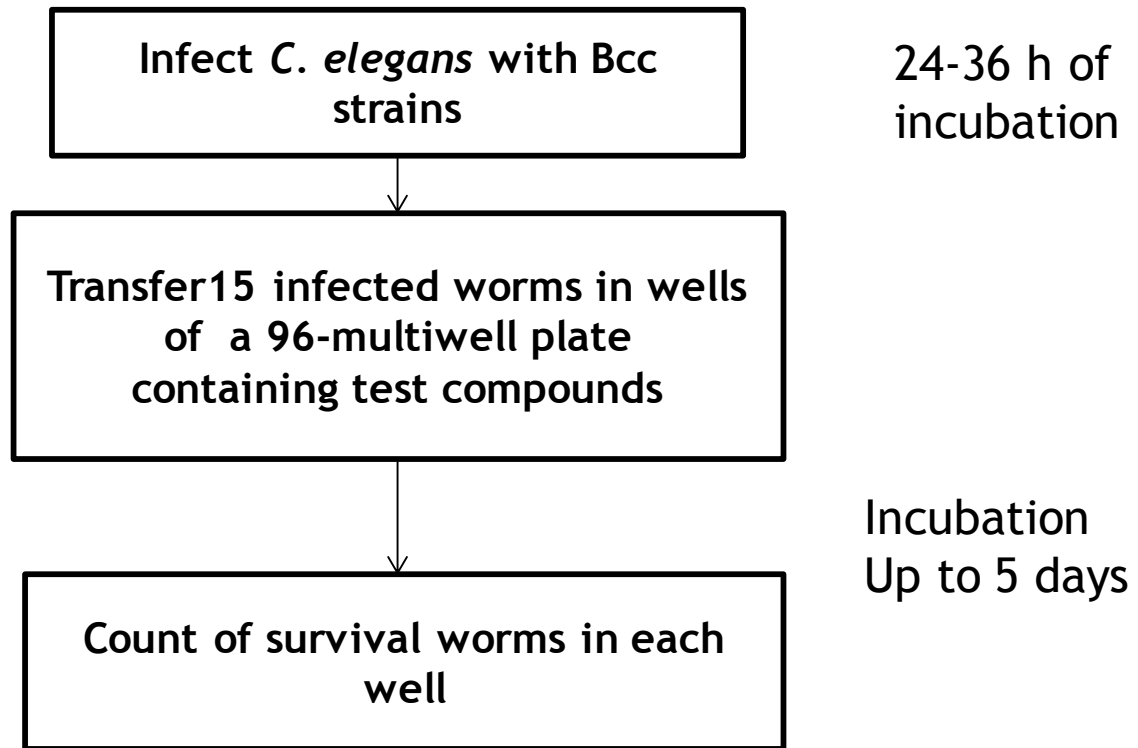 Infect C. elegans with Bcc
strains
24-36 h of
incubation
Transfer15 infected worms in wells
of a 96-multiwell plate
containing test compounds
Incubation
Up to 5 days
Count of survival worms in each
well